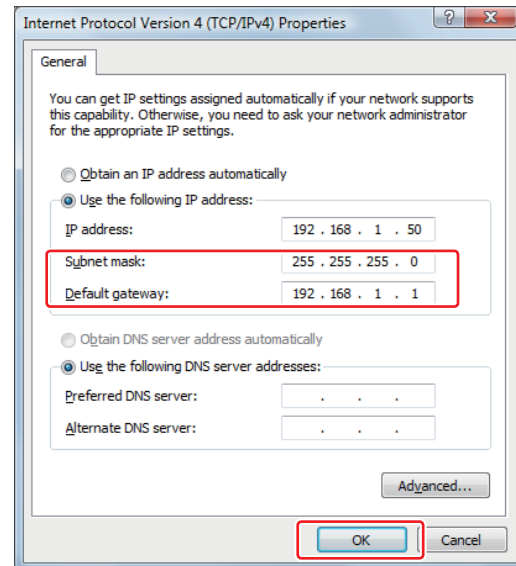 Internet Protocol Version 4 (TCP/IPv4) Properties
General
You can get IP settings assigned automatically if your network supports
this capability. Otherwise, you need to ask your network administrator
for the appropriate IP settings.
Obtain an IP address automatically
Use the following IP address:
IP address: 192 . 168 . 1 . 50
Subnet mask: 255 . 255 . 255 . 0
Default gateway: 192 . 168 . 1 . 1
Obtain DNS server address automatically
Use the following DNS server addresses:
Preferred DNS server: . . .
Alternate DNS server: . . .
Advanced...
OK Cancel